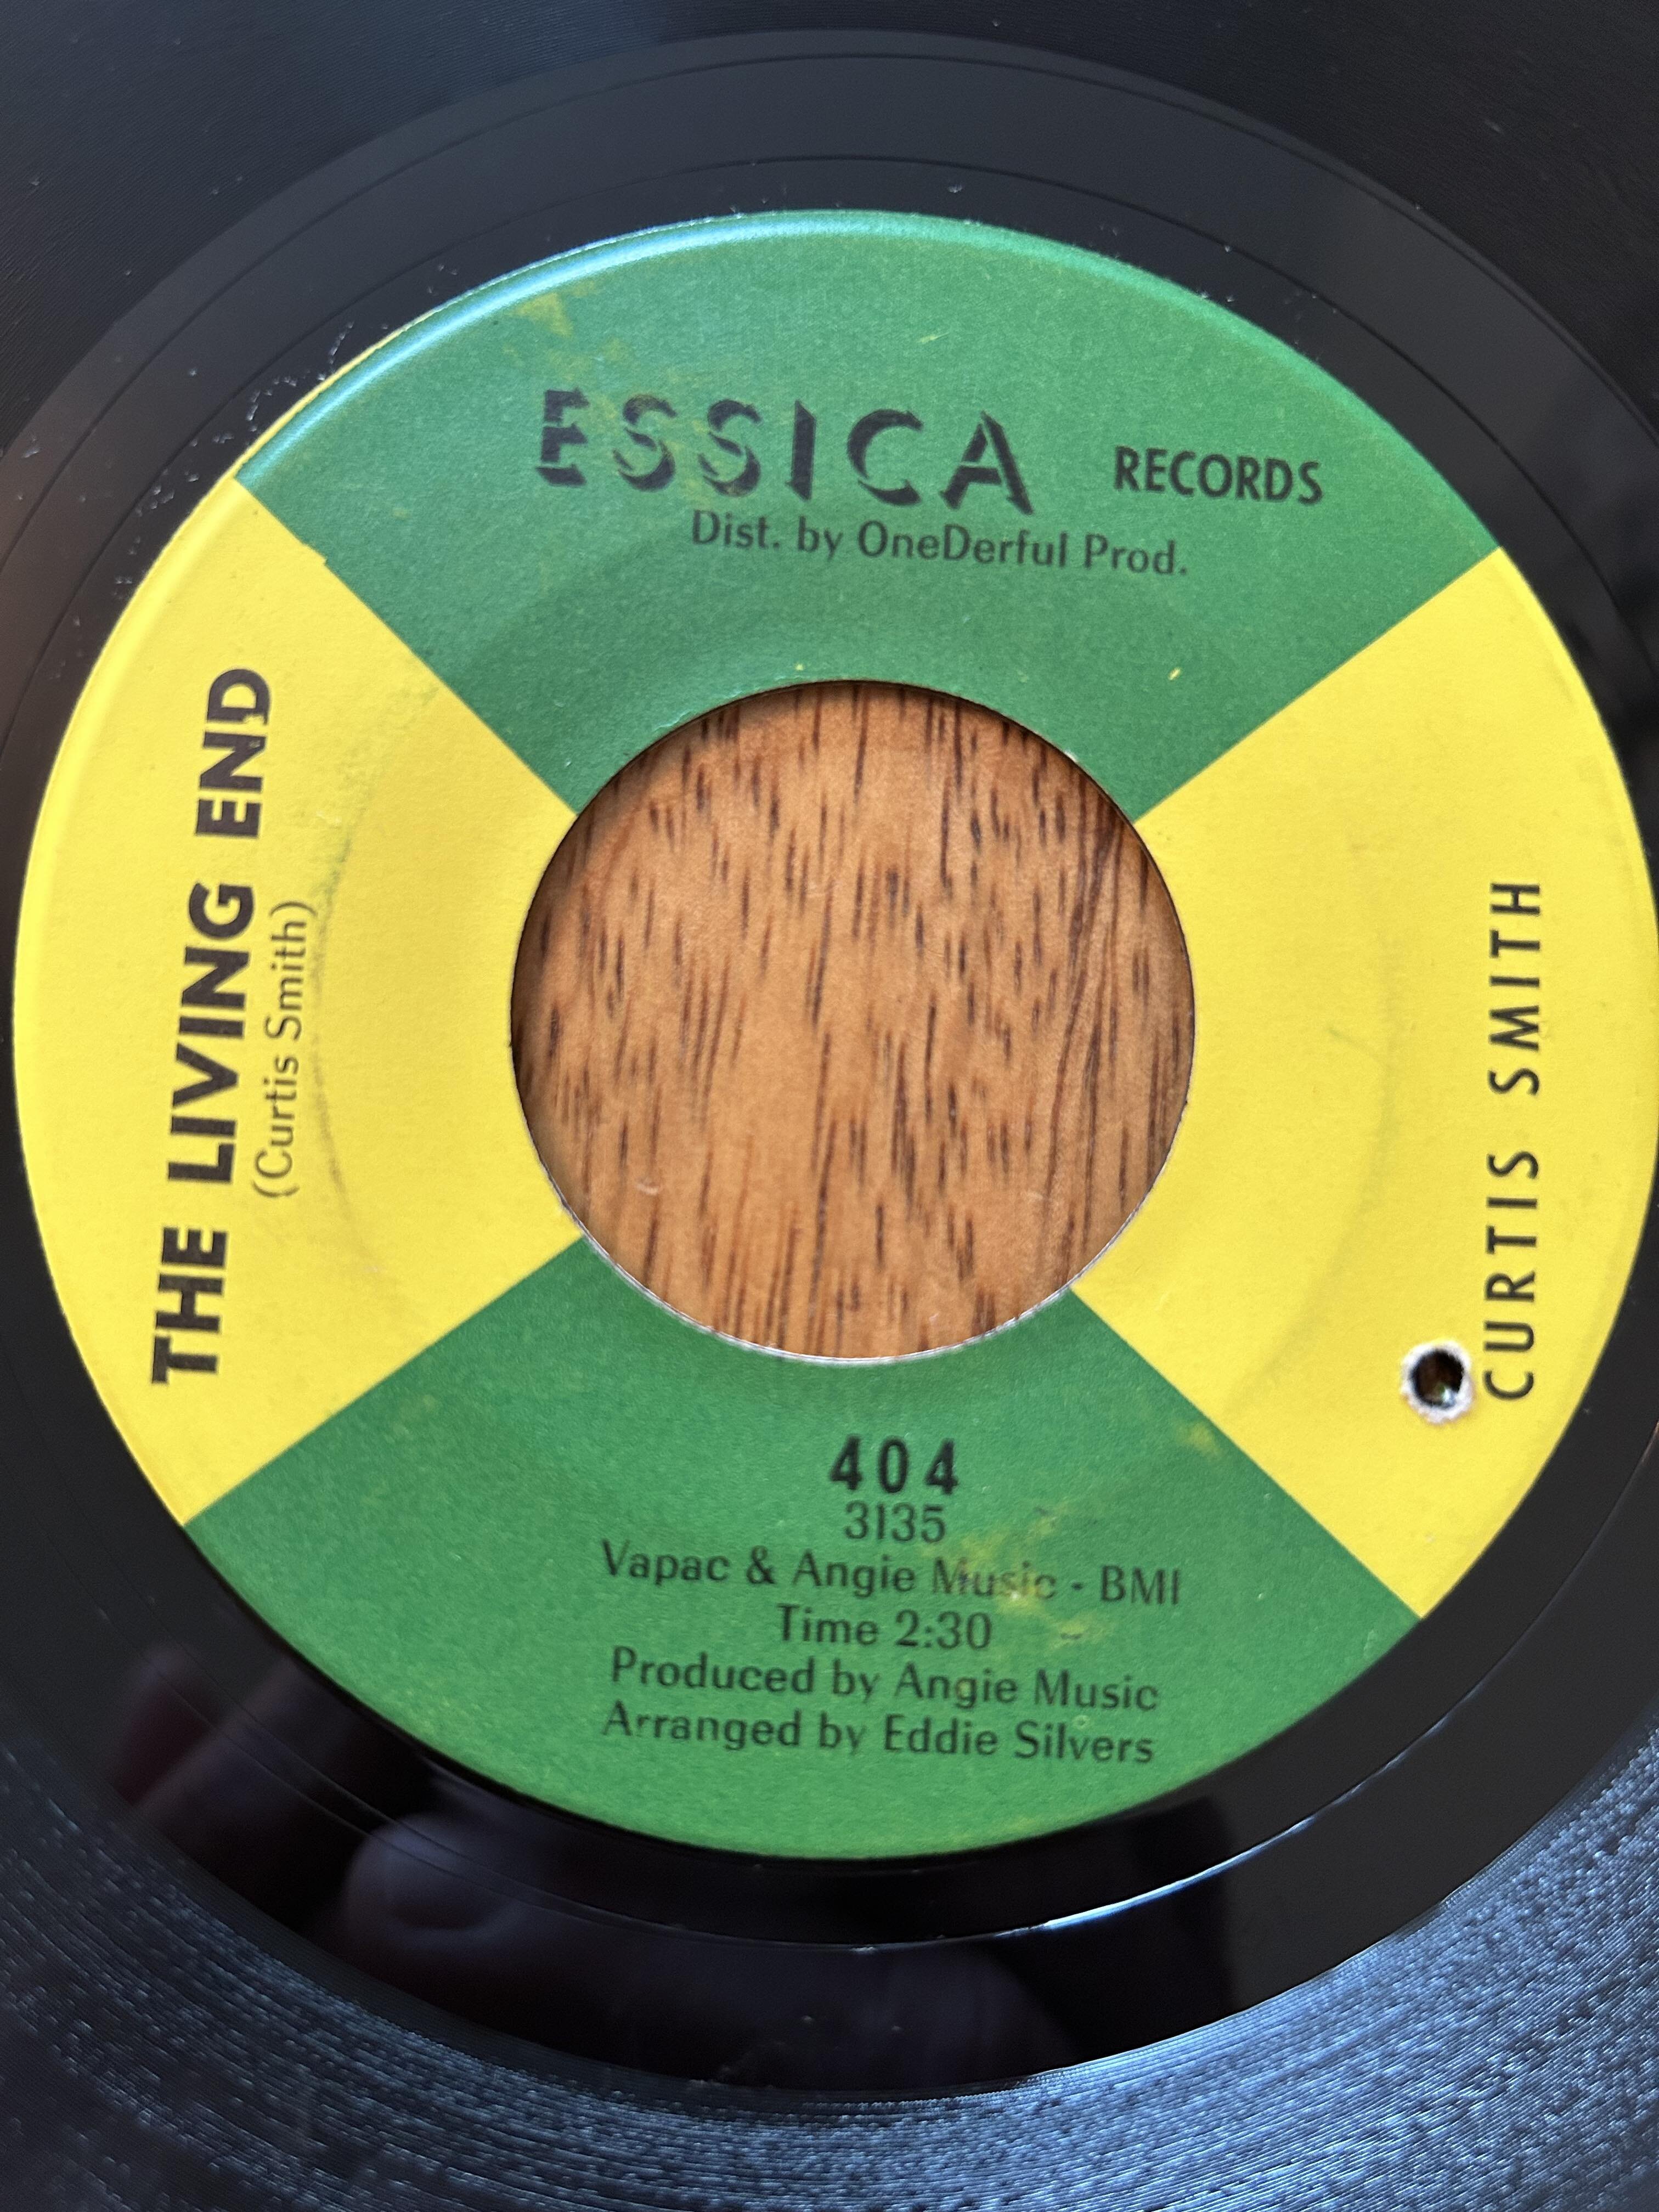 ESSICA RECORDS
Dist. by OneDerful Prod.
THE LIVING END
(Curtis Smith)
CURTIS SMITH
404
3135
Vapac & Angie Music - BMI
Time 2:30
Produced by Angie Music
Arranged by Eddie Silvers